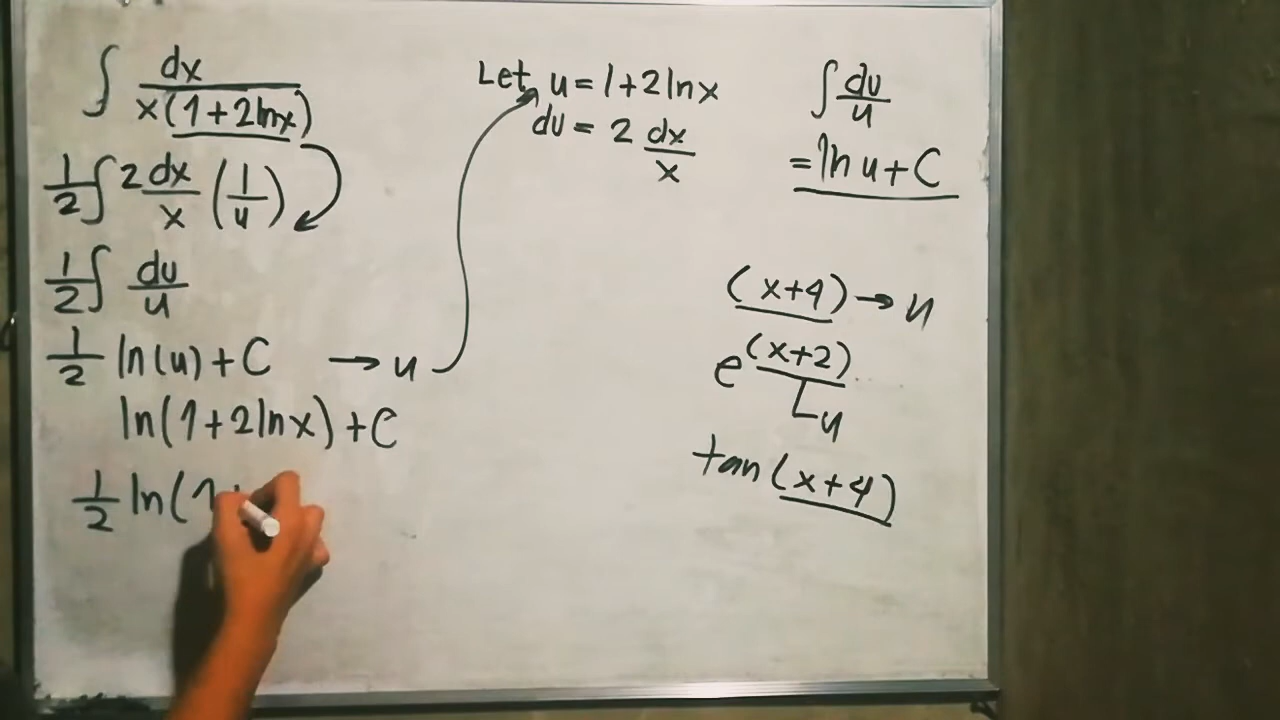 ∫ dx / x(1+2lnx)
1/2 ∫ 2 dx/x (1/u)
1/2 ∫ du/u
1/2 ln(u) + C → u
ln(1+2lnx) + C
1/2 ln(1+
Let u = 1+2lnx
du = 2 dx/x
∫ du/u
= ln u + C
(x+4) → u
e^(x+2)
u
tan(x+4)